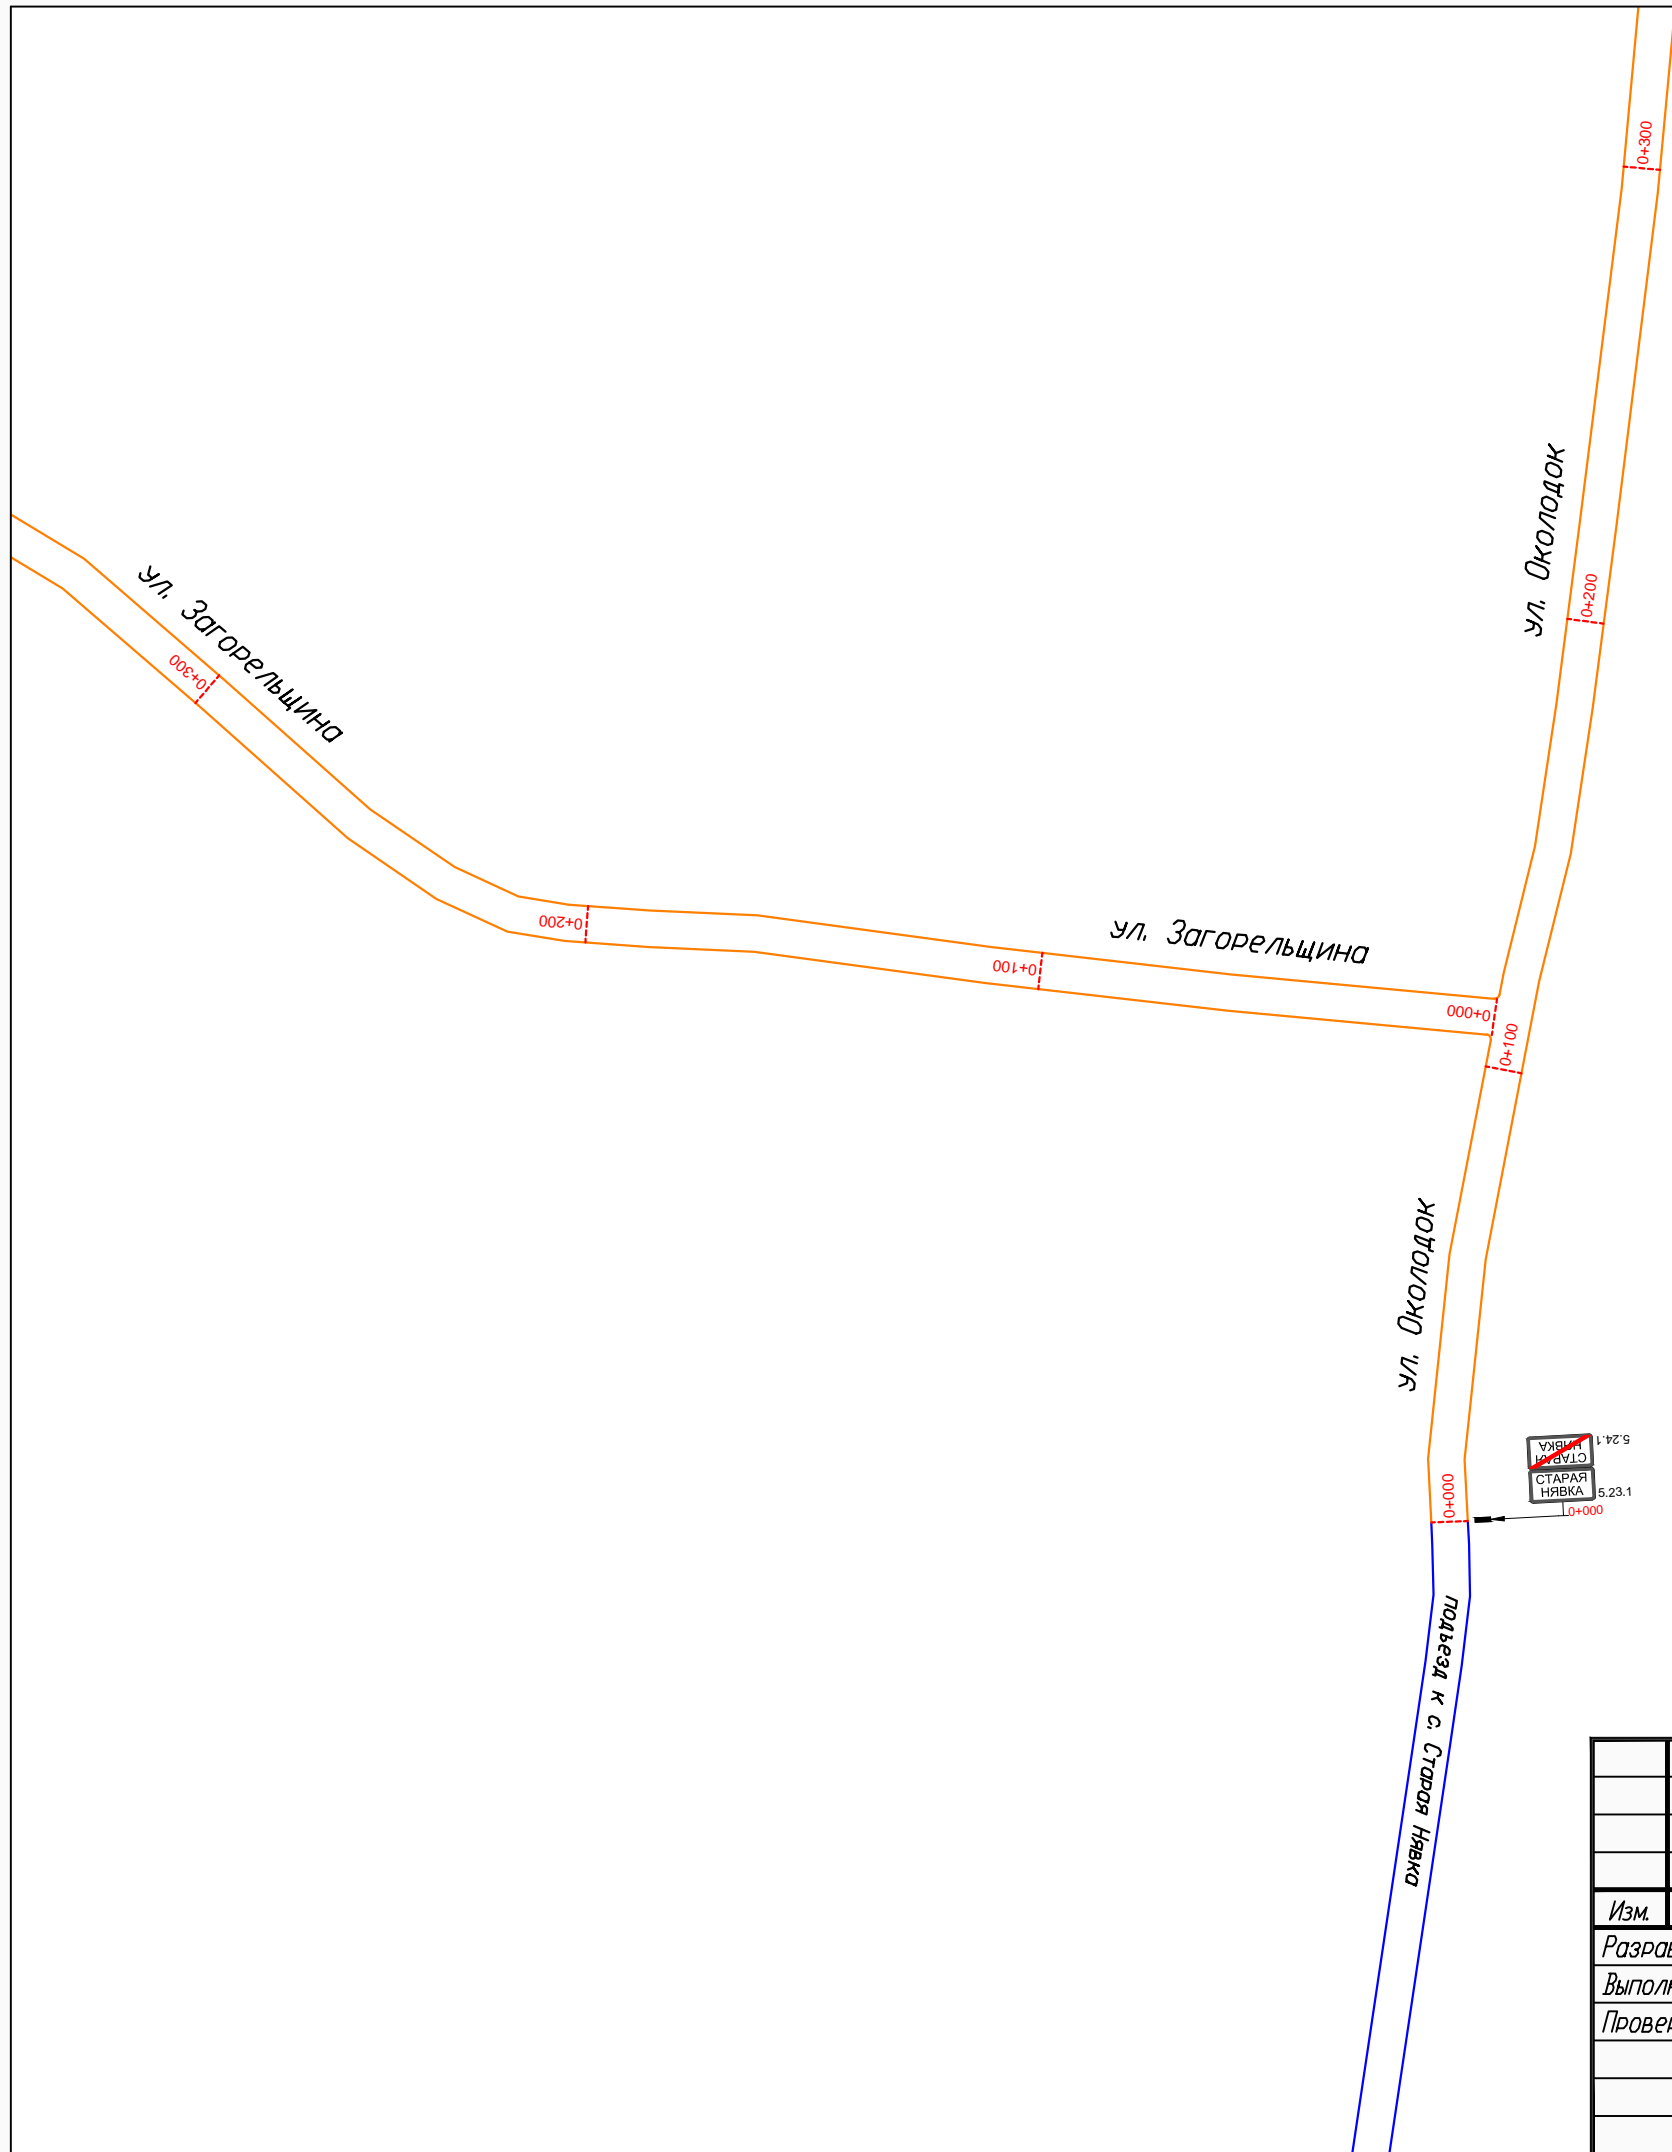 0+300
ул. Околодок
0+200
ул. Загорельщина
0+300
0+200
ул. Загорельщина
0+100
0+000
0+100
ул. Околодок
СТАРАЯ
НЯВКА
5.24.1
СТАРАЯ
НЯВКА
5.23.1
0+000
0+000
подъезд к с. Старая Нявка
Изм.